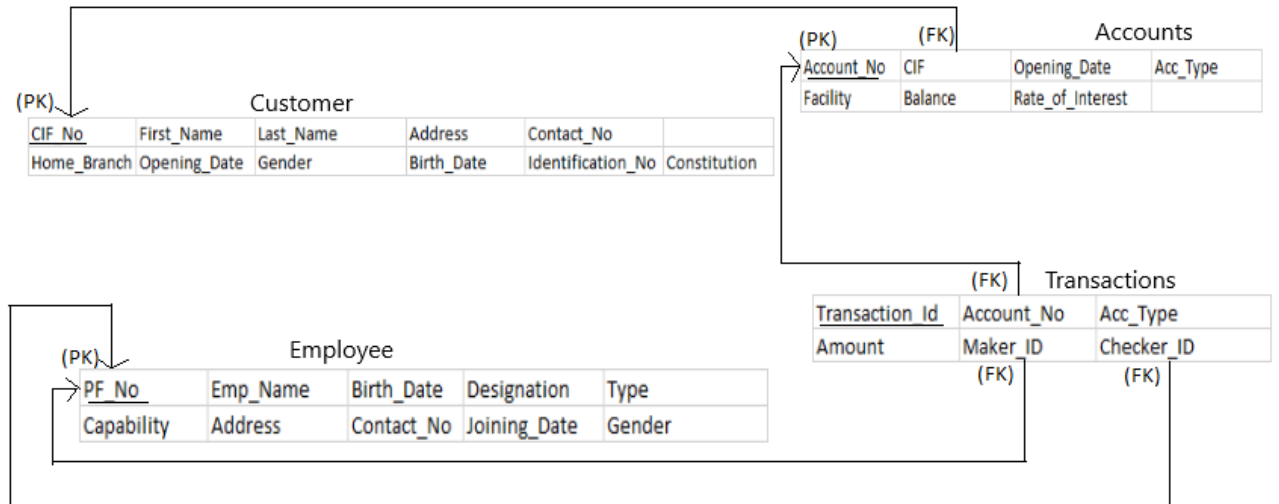 (PK) (FK) Accounts
Account_No CIF Opening_Date Acc_Type
Facility Balance Rate_of_Interest
(PK) Customer
CIF_No First_Name Last_Name Address Contact_No
Home_Branch Opening_Date Gender Birth_Date Identification_No Constitution
(FK) Transactions
Transaction_Id Account_No Acc_Type
Amount Maker_ID Checker_ID
(FK) (FK)
(PK) Employee
PF_No Emp_Name Birth_Date Designation Type
Capability Address Contact_No Joining_Date Gender